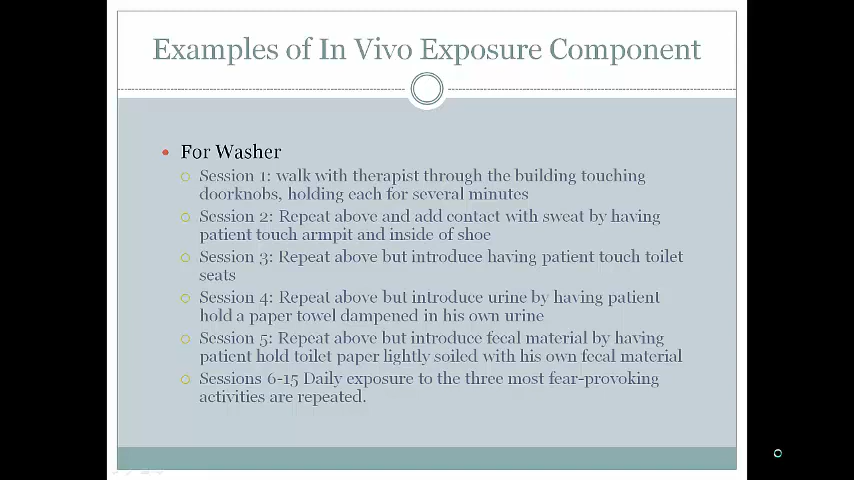 Examples of In Vivo Exposure Component
For Washer
Session 1: walk with therapist through the building touching
doorknobs, holding each for several minutes
Session 2: Repeat above and add contact with sweat by having
patient touch armpit and inside of shoe
Session 3: Repeat above but introduce having patient touch toilet
seats
Session 4: Repeat above but introduce urine by having patient
hold a paper towel dampened in his own urine
Session 5: Repeat above but introduce fecal material by having
patient hold toilet paper lightly soiled with his own fecal material
Sessions 6-15 Daily exposure to the three most fear-provoking
activities are repeated.